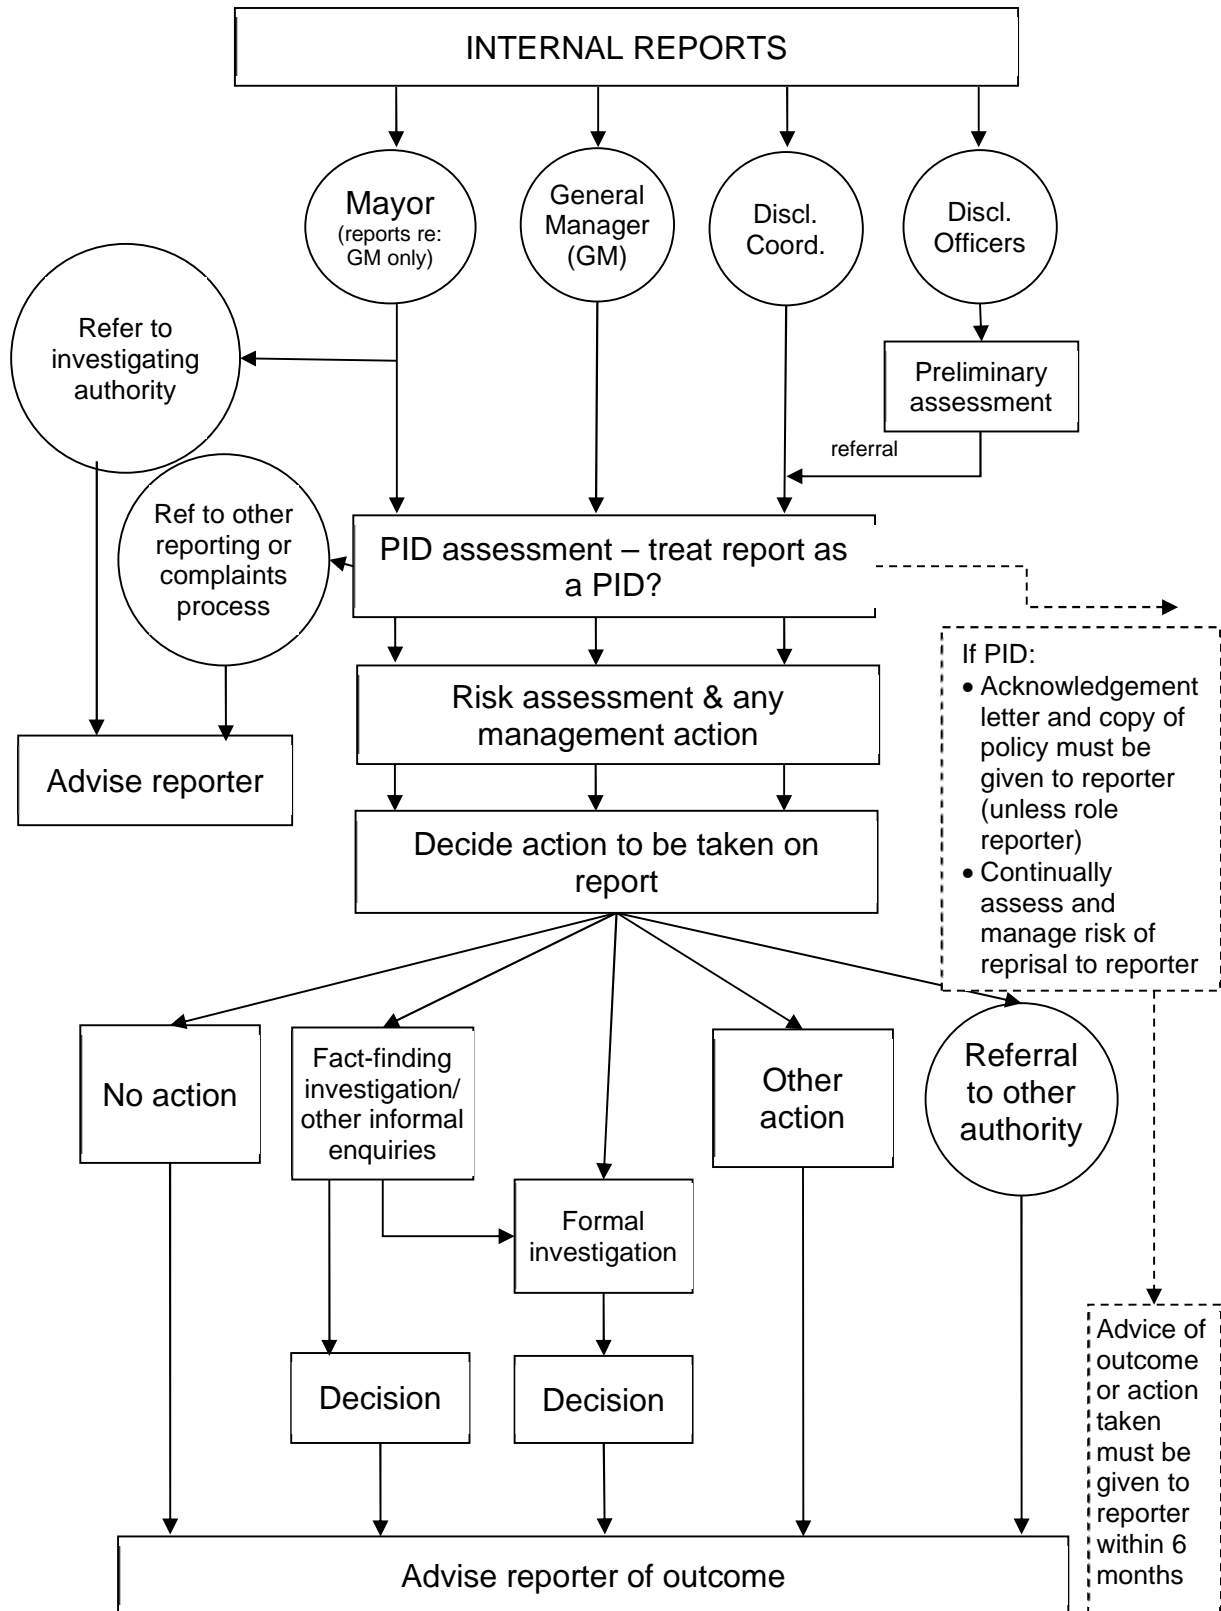 INTERNAL REPORTS
Mayor
(reports re:
GM only)
General
Manager
(GM)
Discl.
Coord.
Discl.
Officers
Refer to
investigating
authority
Preliminary
assessment
referral
Ref to other
reporting or
complaints
process
PID assessment – treat report as
a PID?
If PID:
• Acknowledgement
letter and copy of
policy must be
given to reporter
(unless role
reporter)
• Continually
assess and
manage risk of
reprisal to reporter
Risk assessment & any
management action
Advise reporter
Decide action to be taken on
report
No action
Fact-finding
investigation/
other informal
enquiries
Formal
investigation
Other
action
Referral
to other
authority
Decision
Decision
Advice of
outcome
or action
taken
must be
given to
reporter
within 6
months
Advise reporter of outcome